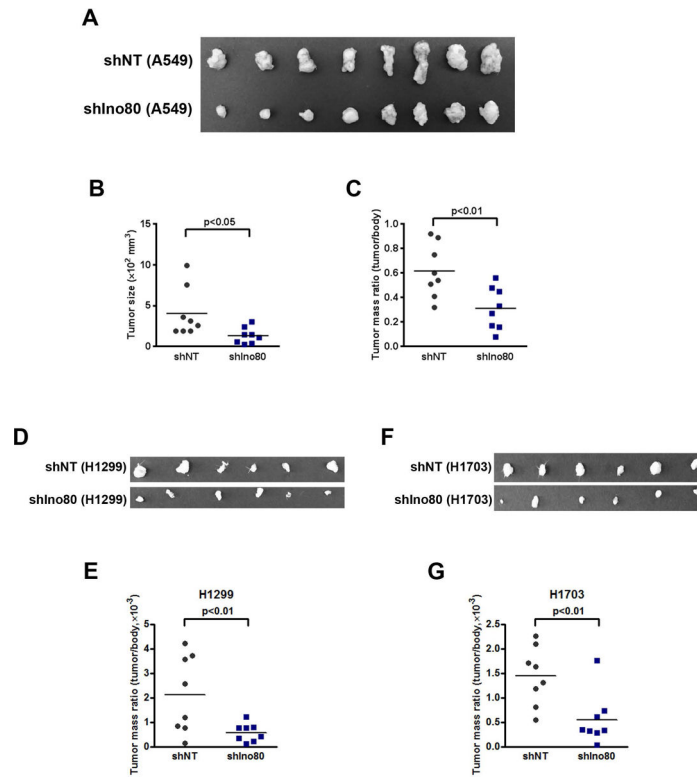 A
shNT (A549)
shIno80 (A549)
B
C
p<0.05
p<0.01
Tumor size (×10² mm³)
15
10
5
0
shNT
shIno80
Tumor mass ratio (tumor/body)
1.0
0.8
0.6
0.4
0.2
0.0
shNT
shIno80
D
F
shNT (H1299)
shIno80 (H1299)
shNT (H1703)
shIno80 (H1703)
E
G
H1299
p<0.01
Tumor mass ratio (tumor/body,×10⁻³)
5
4
3
2
1
0
shNT
shIno80
H1703
p<0.01
Tumor mass ratio (tumor/body,×10⁻³)
2.5
2.0
1.5
1.0
0.5
0.0
shNT
shIno80